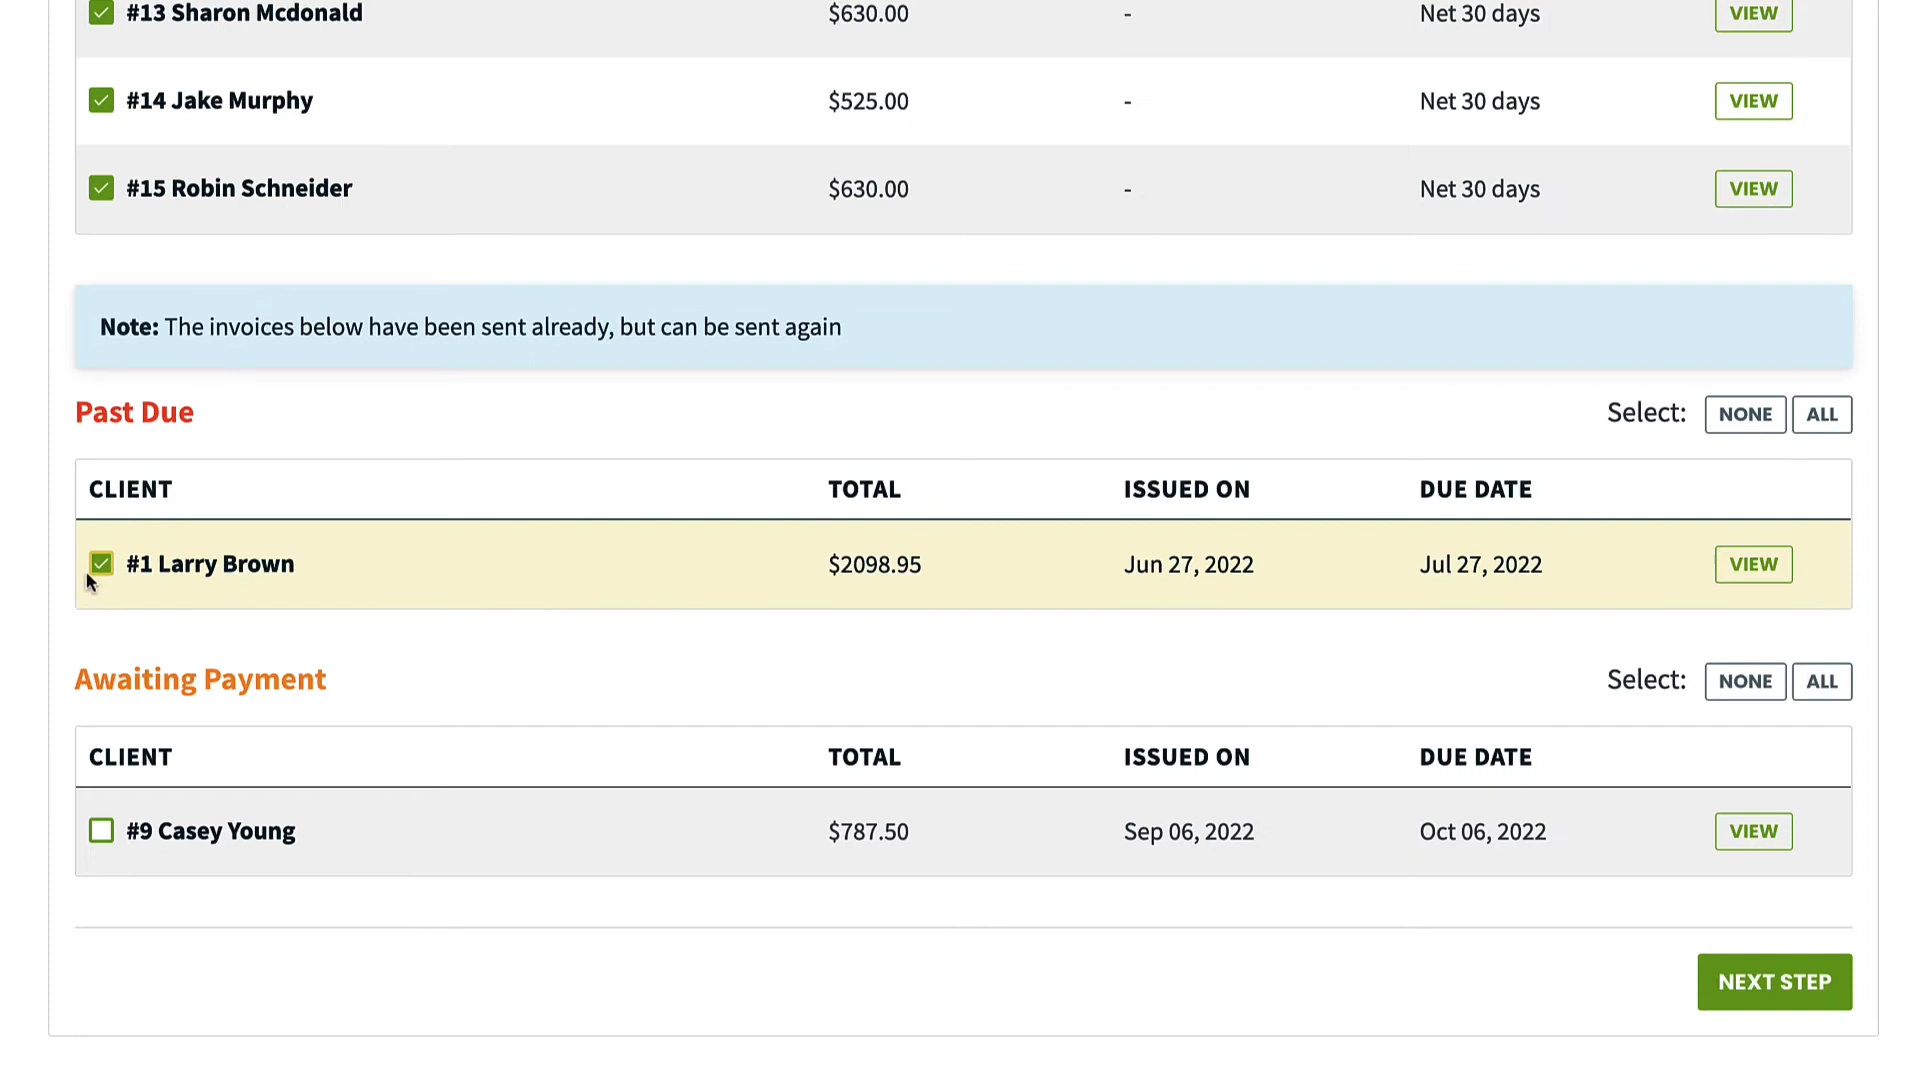 #13 Sharon Mcdonald $630.00 - Net 30 days VIEW
#14 Jake Murphy $525.00 - Net 30 days VIEW
#15 Robin Schneider $630.00 - Net 30 days VIEW
Note: The invoices below have been sent already, but can be sent again
Past Due Select: NONE ALL
CLIENT TOTAL ISSUED ON DUE DATE
#1 Larry Brown $2098.95 Jun 27, 2022 Jul 27, 2022 VIEW
Awaiting Payment Select: NONE ALL
CLIENT TOTAL ISSUED ON DUE DATE
#9 Casey Young $787.50 Sep 06, 2022 Oct 06, 2022 VIEW
NEXT STEP